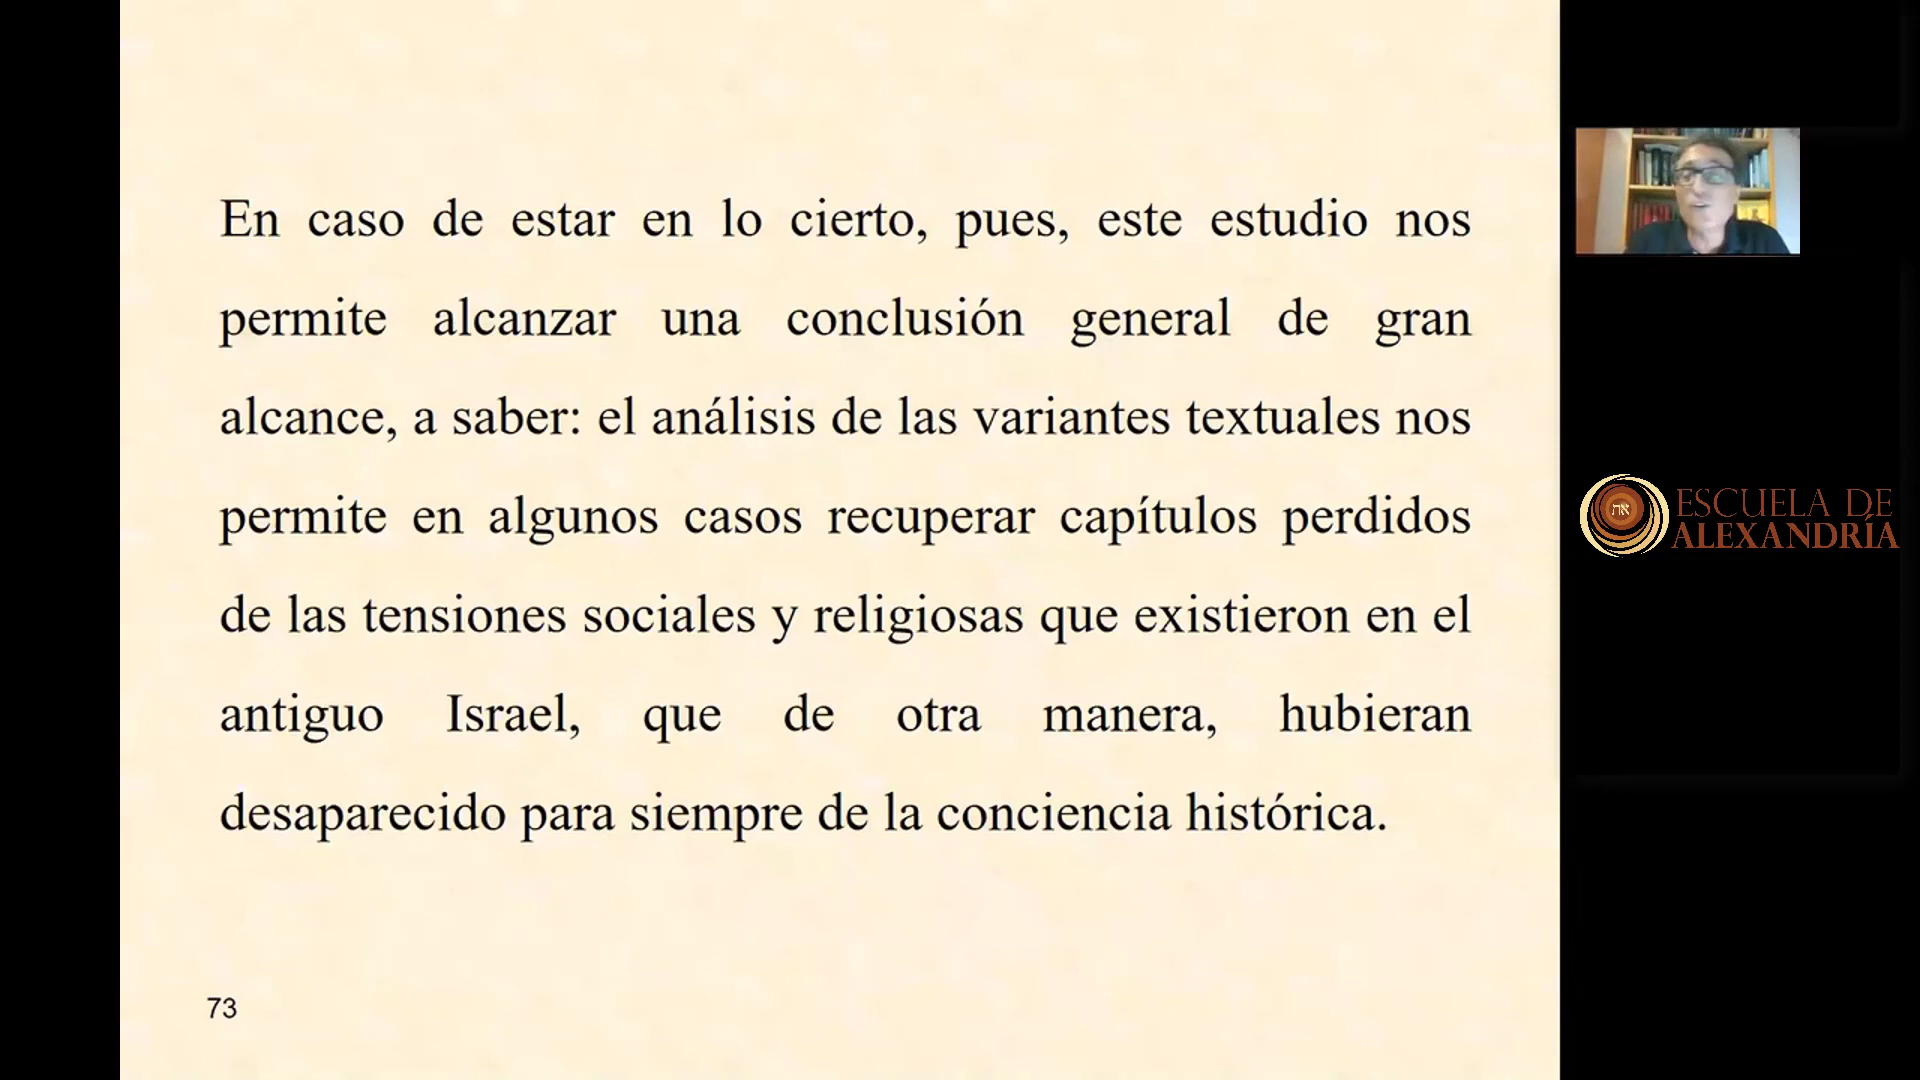 En caso de estar en lo cierto, pues, este estudio nos
permite alcanzar una conclusión general de gran
alcance, a saber: el análisis de las variantes textuales nos
permite en algunos casos recuperar capítulos perdidos
de las tensiones sociales y religiosas que existieron en el
antiguo Israel, que de otra manera, hubieran
desaparecido para siempre de la conciencia histórica.
73
את
ESCUELA DE
ALEXANDRÍA